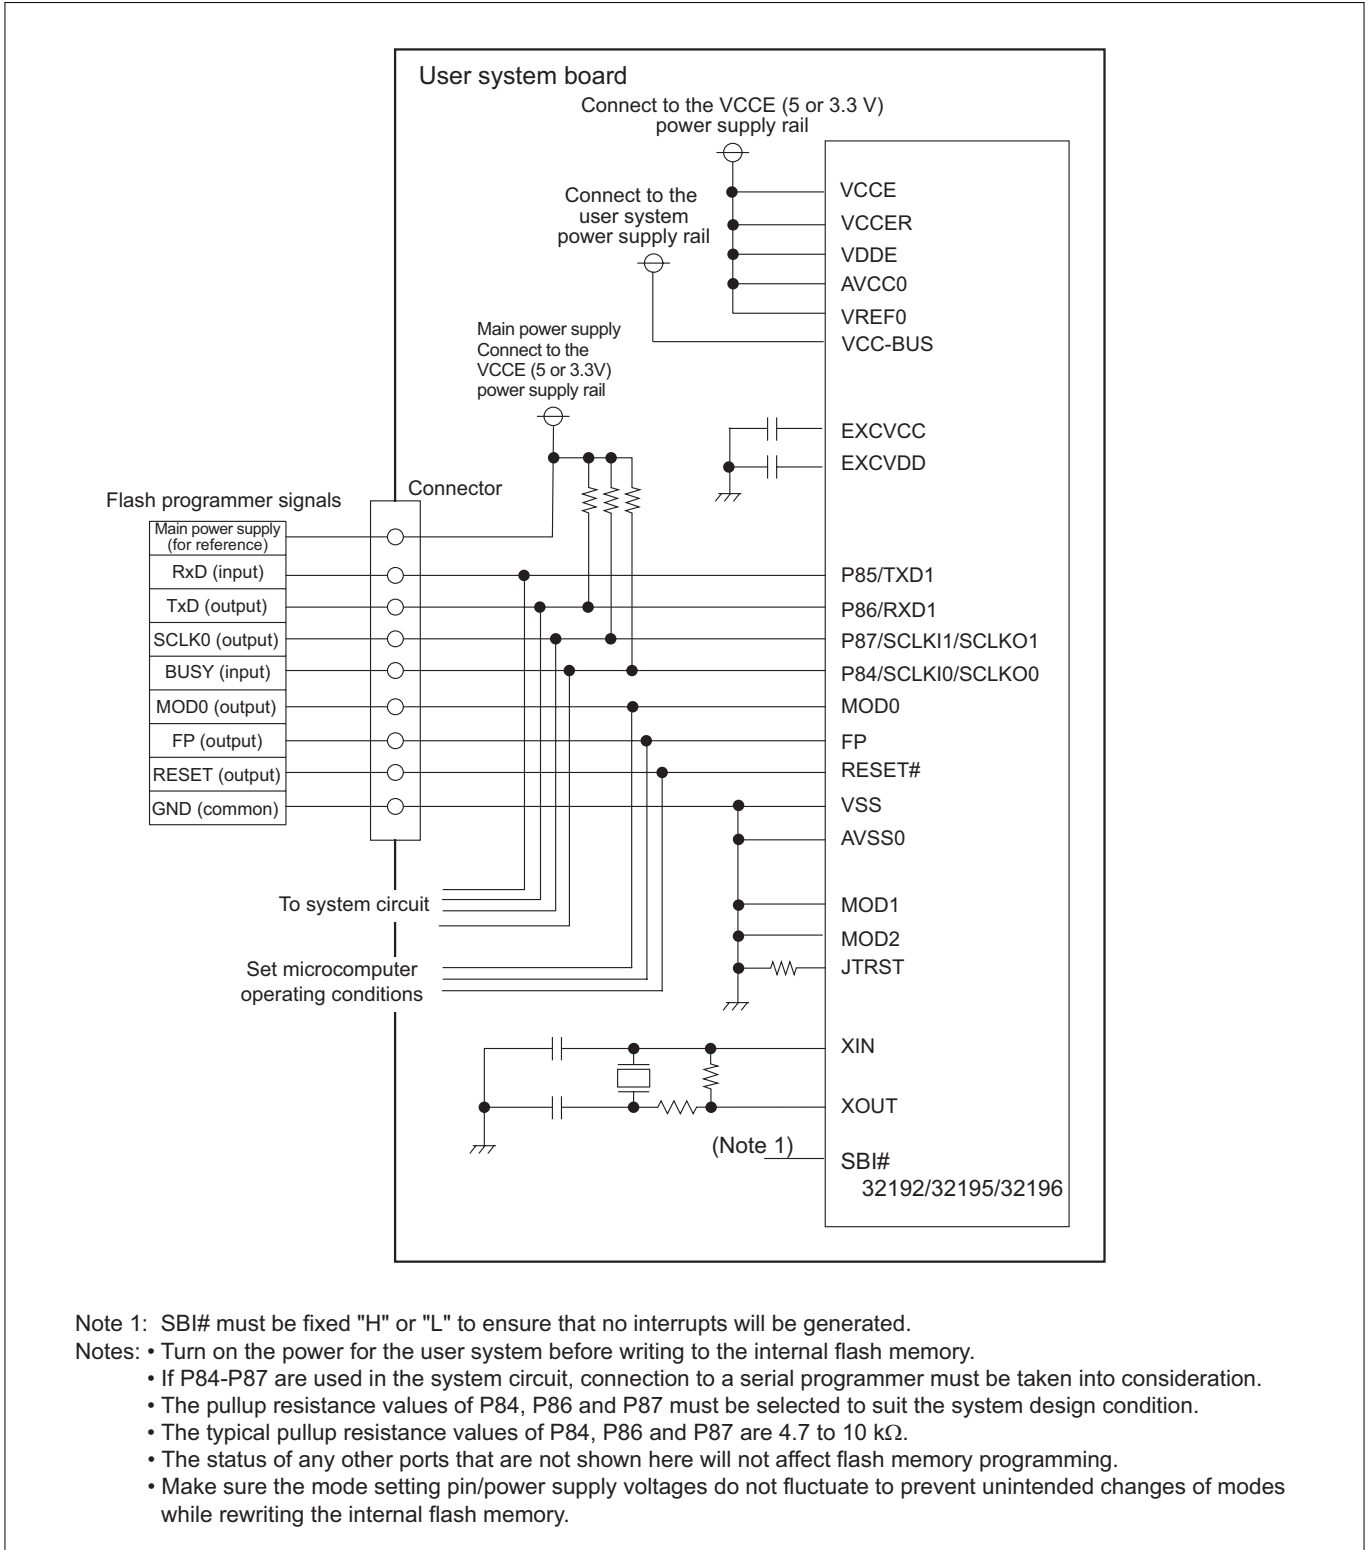 User system board
Connect to the VCCE (5 or 3.3 V)
power supply rail
Connect to the
user system
power supply rail
Main power supply
Connect to the
VCCE (5 or 3.3V)
power supply rail
VCCE
VCCER
VDDE
AVCC0
VREF0
VCC-BUS
EXCVCC
EXCVDD
Flash programmer signals
Connector
Main power supply
(for reference)
RxD (input)
TxD (output)
SCLK0 (output)
BUSY (input)
MOD0 (output)
FP (output)
RESET (output)
GND (common)
P85/TXD1
P86/RXD1
P87/SCLKI1/SCLKO1
P84/SCLKI0/SCLKO0
MOD0
FP
RESET#
VSS
AVSS0
MOD1
MOD2
JTRST
To system circuit
Set microcomputer
operating conditions
XIN
XOUT
(Note 1)
SBI#
32192/32195/32196
Note 1: SBI# must be fixed "H" or "L" to ensure that no interrupts will be generated.
Notes: • Turn on the power for the user system before writing to the internal flash memory.
• If P84-P87 are used in the system circuit, connection to a serial programmer must be taken into consideration.
• The pullup resistance values of P84, P86 and P87 must be selected to suit the system design condition.
• The typical pullup resistance values of P84, P86 and P87 are 4.7 to 10 kΩ.
• The status of any other ports that are not shown here will not affect flash memory programming.
• Make sure the mode setting pin/power supply voltages do not fluctuate to prevent unintended changes of modes
while rewriting the internal flash memory.